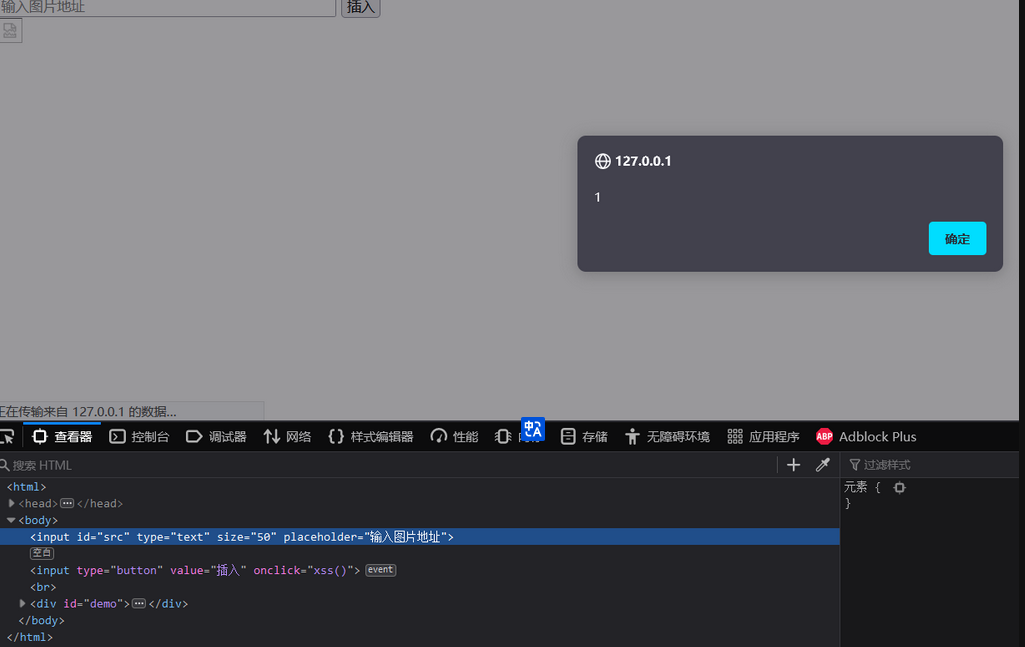 输入图片地址 插入
127.0.0.1
1
确定
正在传输来自 127.0.0.1 的数据...
查看器 控制台 调试器 网络 样式编辑器 性能 存储 无障碍环境 应用程序 ABP Adblock Plus
搜索 HTML
过滤样式
<html>
<head>⋯</head>
<body>
<input id="src" type="text" size="50" placeholder="输入图片地址">
空白
<input type="button" value="插入" onclick="xss()"> event
<br>
<div id="demo">⋯</div>
</body>
</html>
元素 {
}